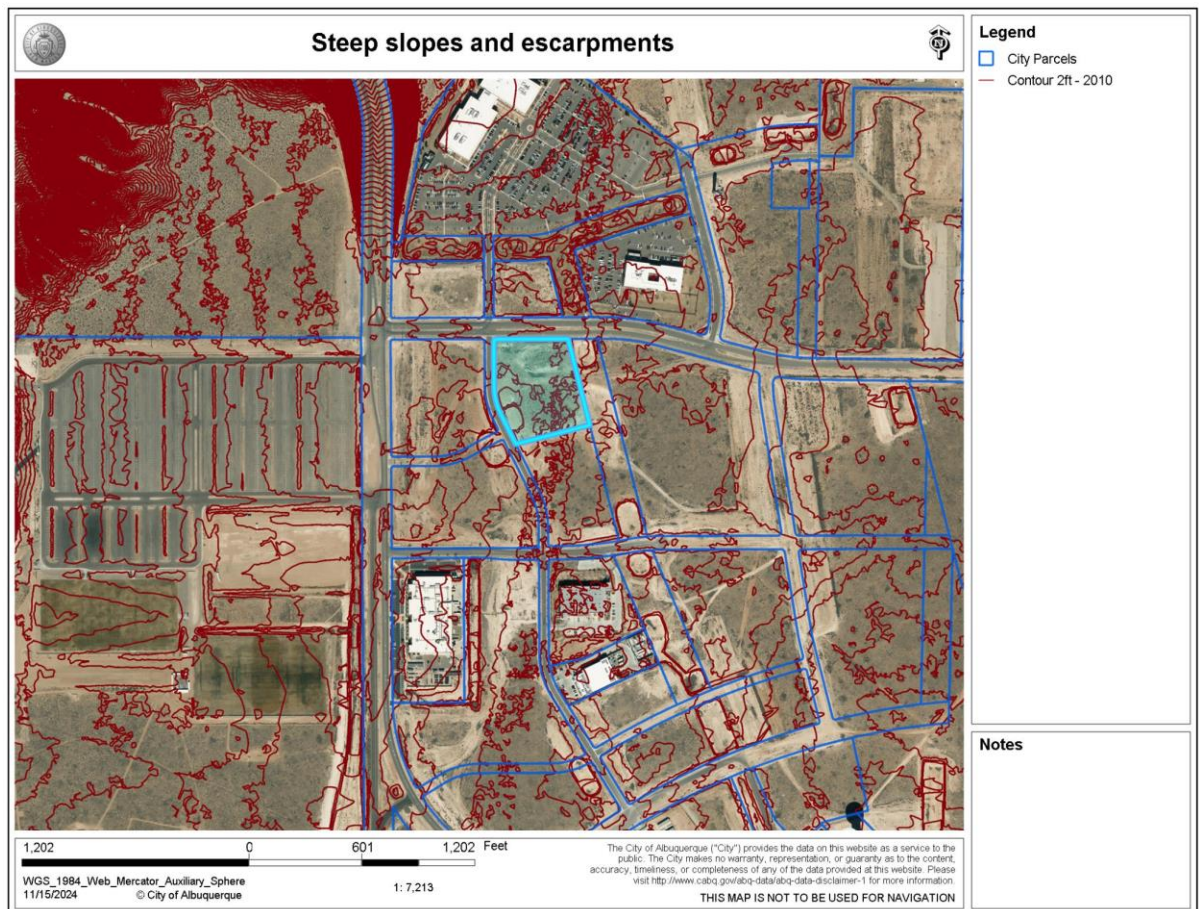 Steep slopes and escarpments
Legend
City Parcels
Contour 2ft - 2010
Notes
1,202 0 601 1,202 Feet
WGS_1984_Web_Mercator_Auxiliary_Sphere
11/15/2024 © City of Albuquerque
1: 7,213
The City of Albuquerque ("City") provides the data on this website as a service to the
public. The City makes no warranty, representation, or guaranty as to the content,
accuracy, timeliness, or completeness of any of the data provided at this website. Please
visit http://www.cabq.gov/abq-data/abq-data-disclaimer-1 for more information.
THIS MAP IS NOT TO BE USED FOR NAVIGATION